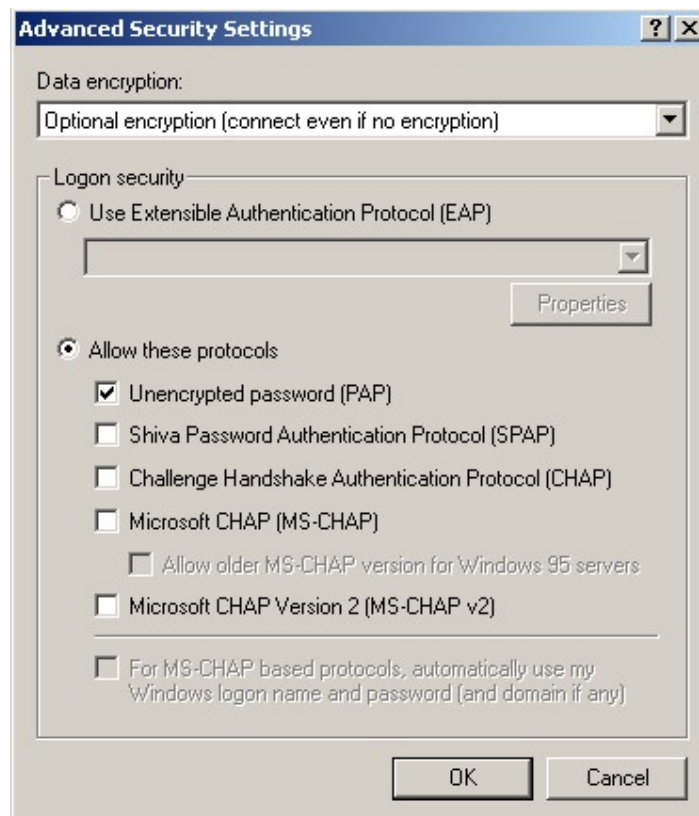 Advanced Security Settings
Data encryption:
Optional encryption (connect even if no encryption)
Logon security
Use Extensible Authentication Protocol (EAP)
Properties
Allow these protocols
Unencrypted password (PAP)
Shiva Password Authentication Protocol (SPAP)
Challenge Handshake Authentication Protocol (CHAP)
Microsoft CHAP (MS-CHAP)
Allow older MS-CHAP version for Windows 95 servers
Microsoft CHAP Version 2 (MS-CHAP v2)
For MS-CHAP based protocols, automatically use my
Windows logon name and password (and domain if any)
OK Cancel